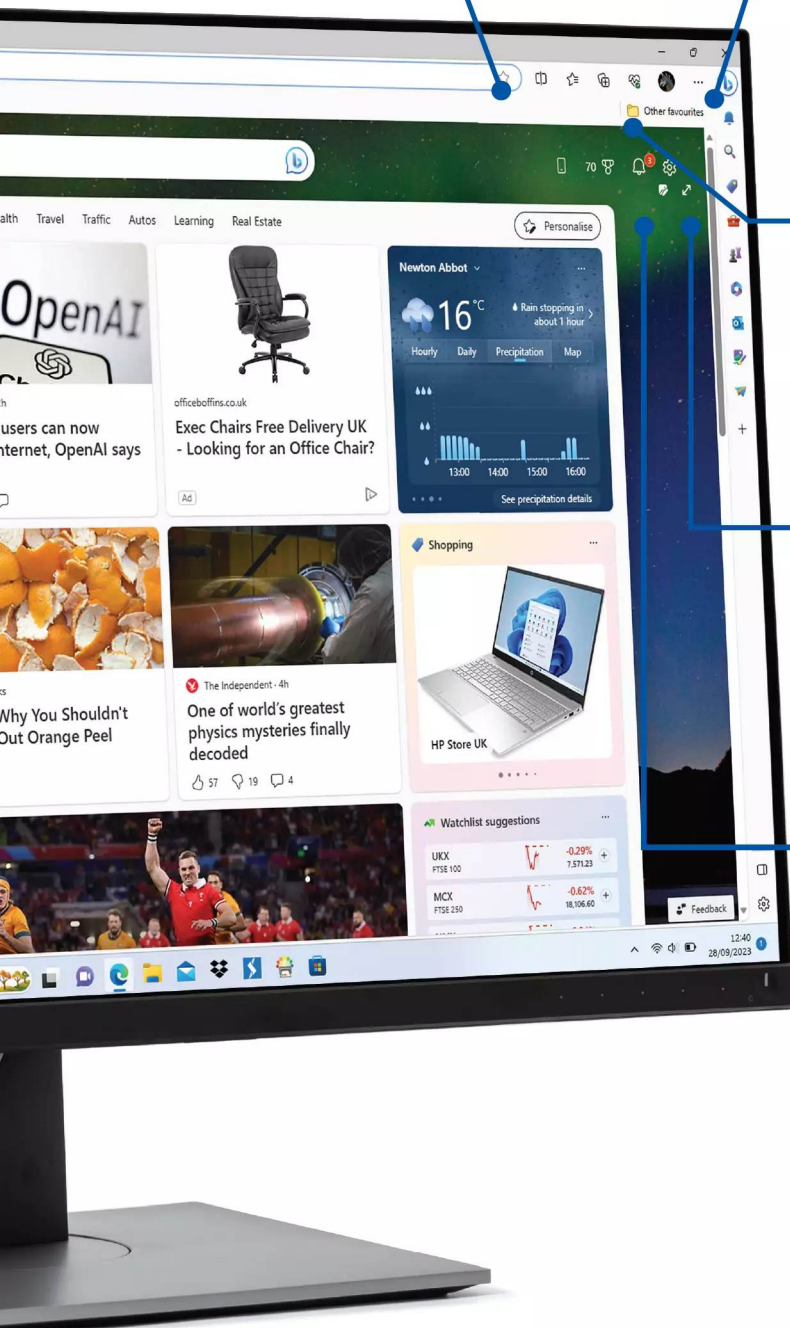 Other favourites
70
3
alth Travel Traffic Autos Learning Real Estate
Personalise
OpenAI
h
users can now
nternet, OpenAI says
officeboffins.co.uk
Exec Chairs Free Delivery UK
- Looking for an Office Chair?
Ad
Newton Abbot
16°C
Rain stopping in
about 1 hour
Hourly Daily Precipitation Map
13:00 14:00 15:00 16:00
See precipitation details
ks
Why You Shouldn't
Out Orange Peel
The Independent · 4h
One of world's greatest
physics mysteries finally
decoded
57 19 4
Shopping
HP Store UK
Watchlist suggestions
UKX -0.29%
FTSE 100 7,571.23
MCX -0.62%
FTSE 250 18,106.60
Feedback
12:40
28/09/2023
1